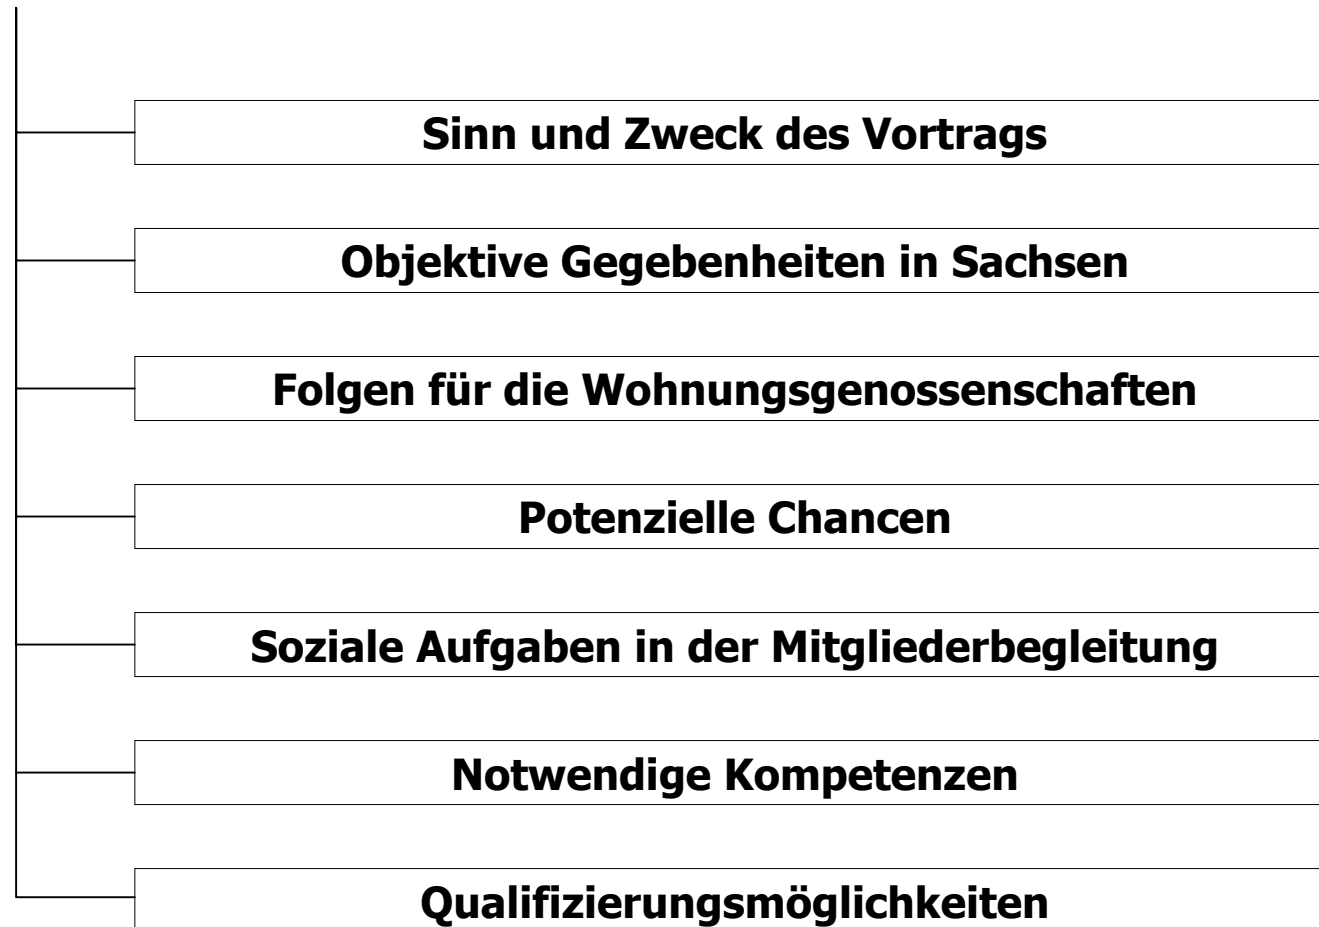 Sinn und Zweck des Vortrags
Objektive Gegebenheiten in Sachsen
Folgen für die Wohnungsgenossenschaften
Potenzielle Chancen
Soziale Aufgaben in der Mitgliederbegleitung
Notwendige Kompetenzen
Qualifizierungsmöglichkeiten